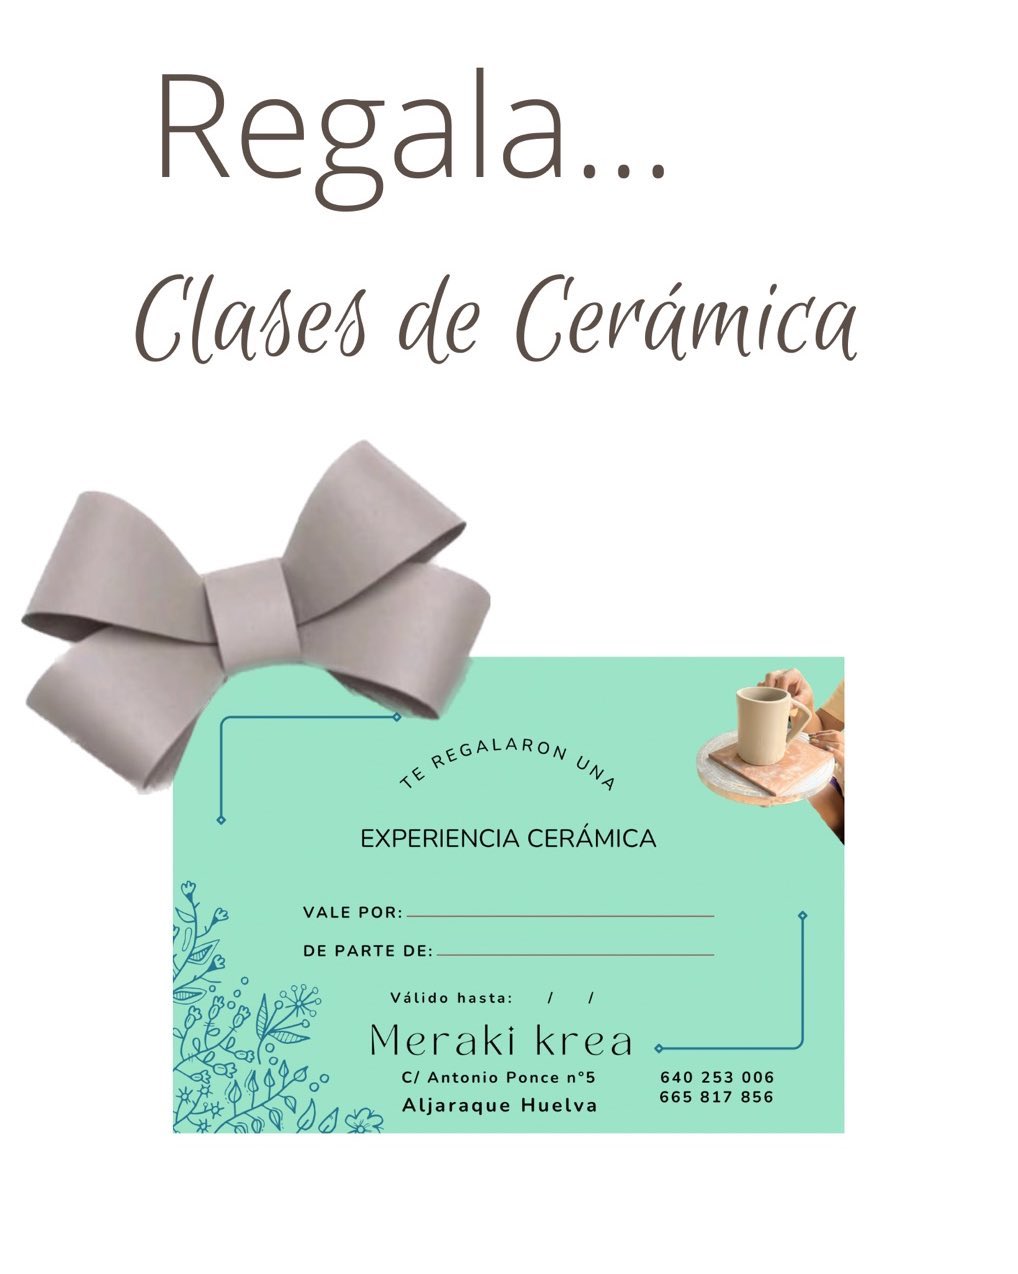 Regala...
Clases de Cerámica
TE REGALARON UNA
EXPERIENCIA CERÁMICA
VALE POR:
DE PARTE DE:
Válido hasta: / /
Meraki krea
C/ Antonio Ponce nº5
Aljaraque Huelva
640 253 006
665 817 856